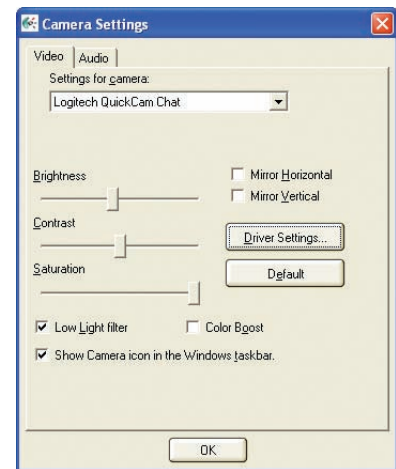 Camera Settings
Video Audio
Settings for camera:
Logitech QuickCam Chat
Brightness
Mirror Horizontal
Mirror Vertical
Contrast
Driver Settings...
Saturation
Default
Low Light filter Color Boost
Show Camera icon in the Windows taskbar.
OK